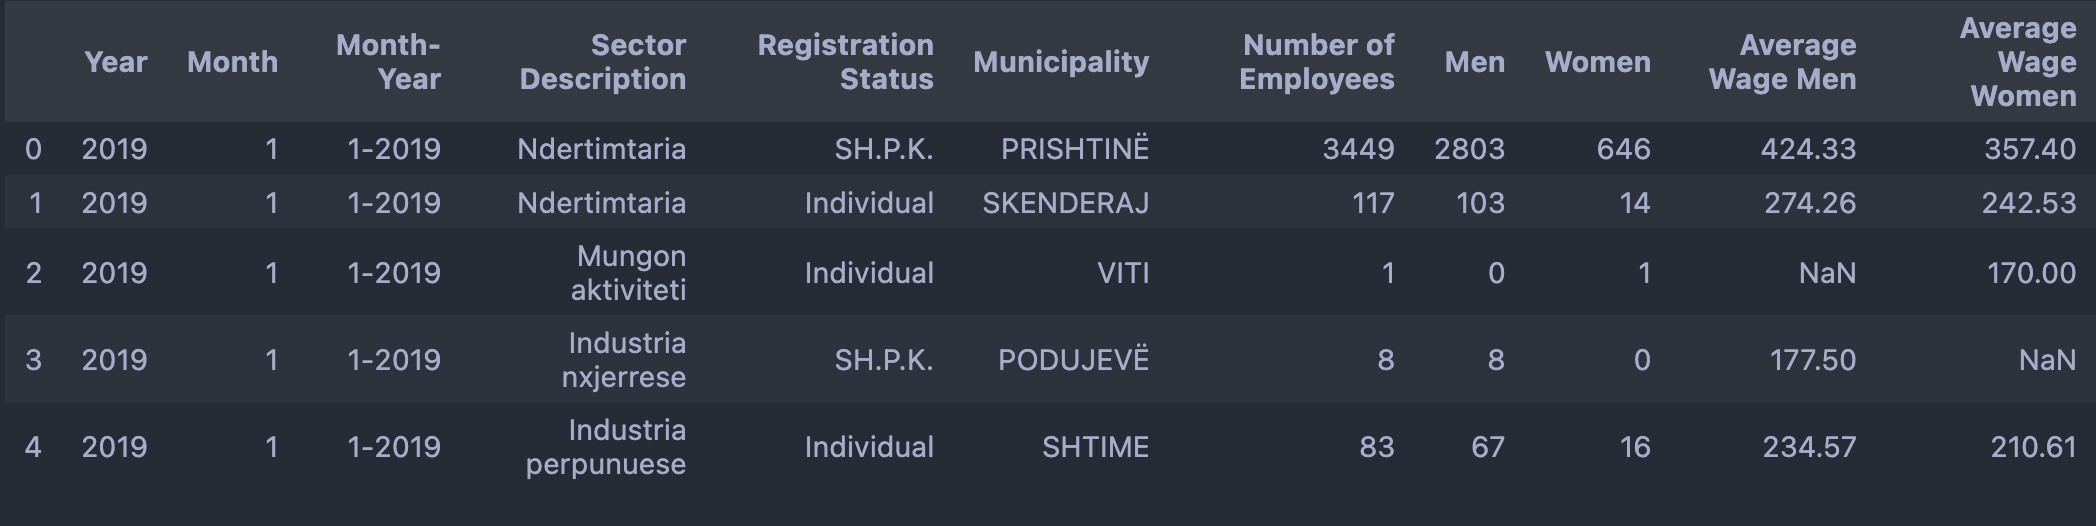 Year Month Month-Year Sector Description Registration Status Municipality Number of Employees Men Women Average Wage Men Average Wage Women
0 2019 1 1-2019 Ndertimtaria SH.P.K. PRISHTINË 3449 2803 646 424.33 357.40
1 2019 1 1-2019 Ndertimtaria Individual SKENDERAJ 117 103 14 274.26 242.53
2 2019 1 1-2019 Mungon aktiviteti Individual VITI 1 0 1 NaN 170.00
3 2019 1 1-2019 Industria nxjerrese SH.P.K. PODUJEVË 8 8 0 177.50 NaN
4 2019 1 1-2019 Industria perpunuese Individual SHTIME 83 67 16 234.57 210.61